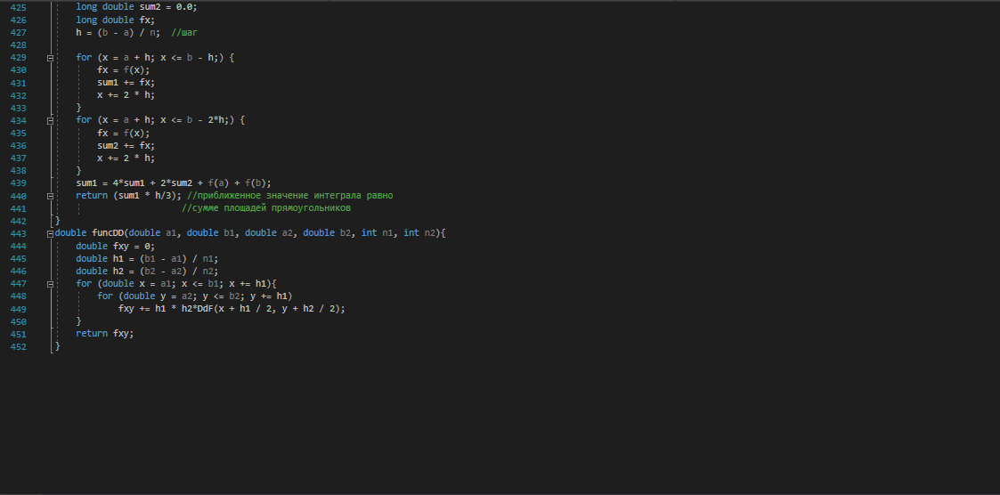 425 long double sum2 = 0.0;
426 long double fx;
427 h = (b - a) / n; //шаг
428
429 for (x = a + h; x <= b - h;) {
430 fx = f(x);
431 sum1 += fx;
432 x += 2 * h;
433 }
434 for (x = a + h; x <= b - 2*h;) {
435 fx = f(x);
436 sum2 += fx;
437 x += 2 * h;
438 }
439 sum1 = 4*sum1 + 2*sum2 + f(a) + f(b);
440 return (sum1 * h/3); //приближенное значение интеграла равно
441 //сумме площадей прямоугольников
442 }
443 double funcDD(double a1, double b1, double a2, double b2, int n1, int n2){
444 double fxy = 0;
445 double h1 = (b1 - a1) / n1;
446 double h2 = (b2 - a2) / n2;
447 for (double x = a1; x <= b1; x += h1){
448 for (double y = a2; y <= b2; y += h1)
449 fxy += h1 * h2*DdF(x + h1 / 2, y + h2 / 2);
450 }
451 return fxy;
452 }